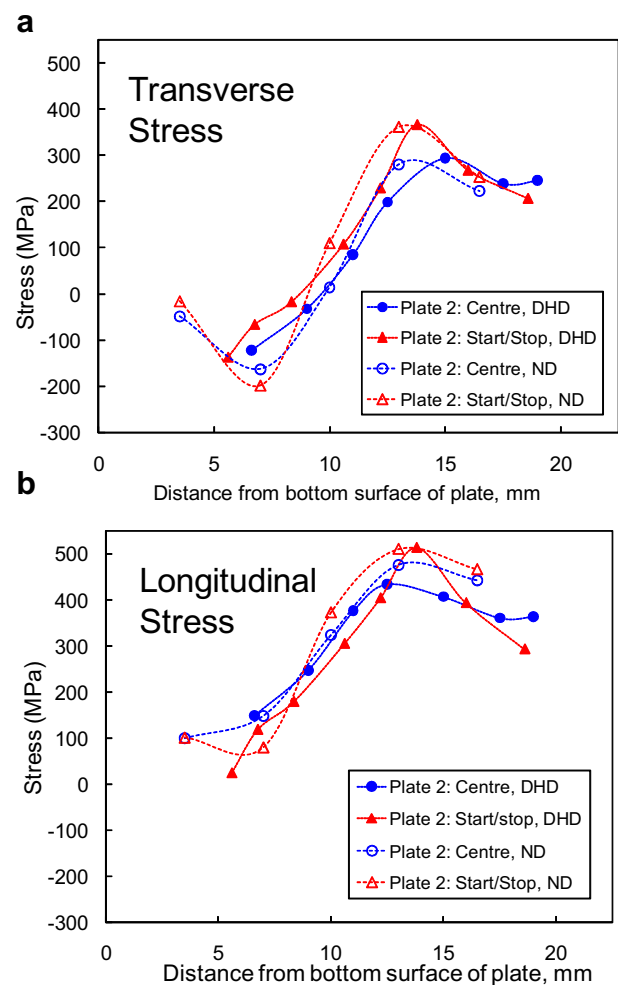 a
Transverse
Stress
Stress (MPa)
500
400
300
200
100
0
-100
-200
-300
0 5 10 15 20
Distance from bottom surface of plate, mm
Plate 2: Centre, DHD
Plate 2: Start/Stop, DHD
Plate 2: Centre, ND
Plate 2: Start/Stop, ND
b
Longitudinal
Stress
Stress (MPa)
500
400
300
200
100
0
-100
-200
-300
0 5 10 15 20
Distance from bottom surface of plate, mm
Plate 2: Centre, DHD
Plate 2: Start/stop, DHD
Plate 2: Centre, ND
Plate 2: Start/Stop, ND